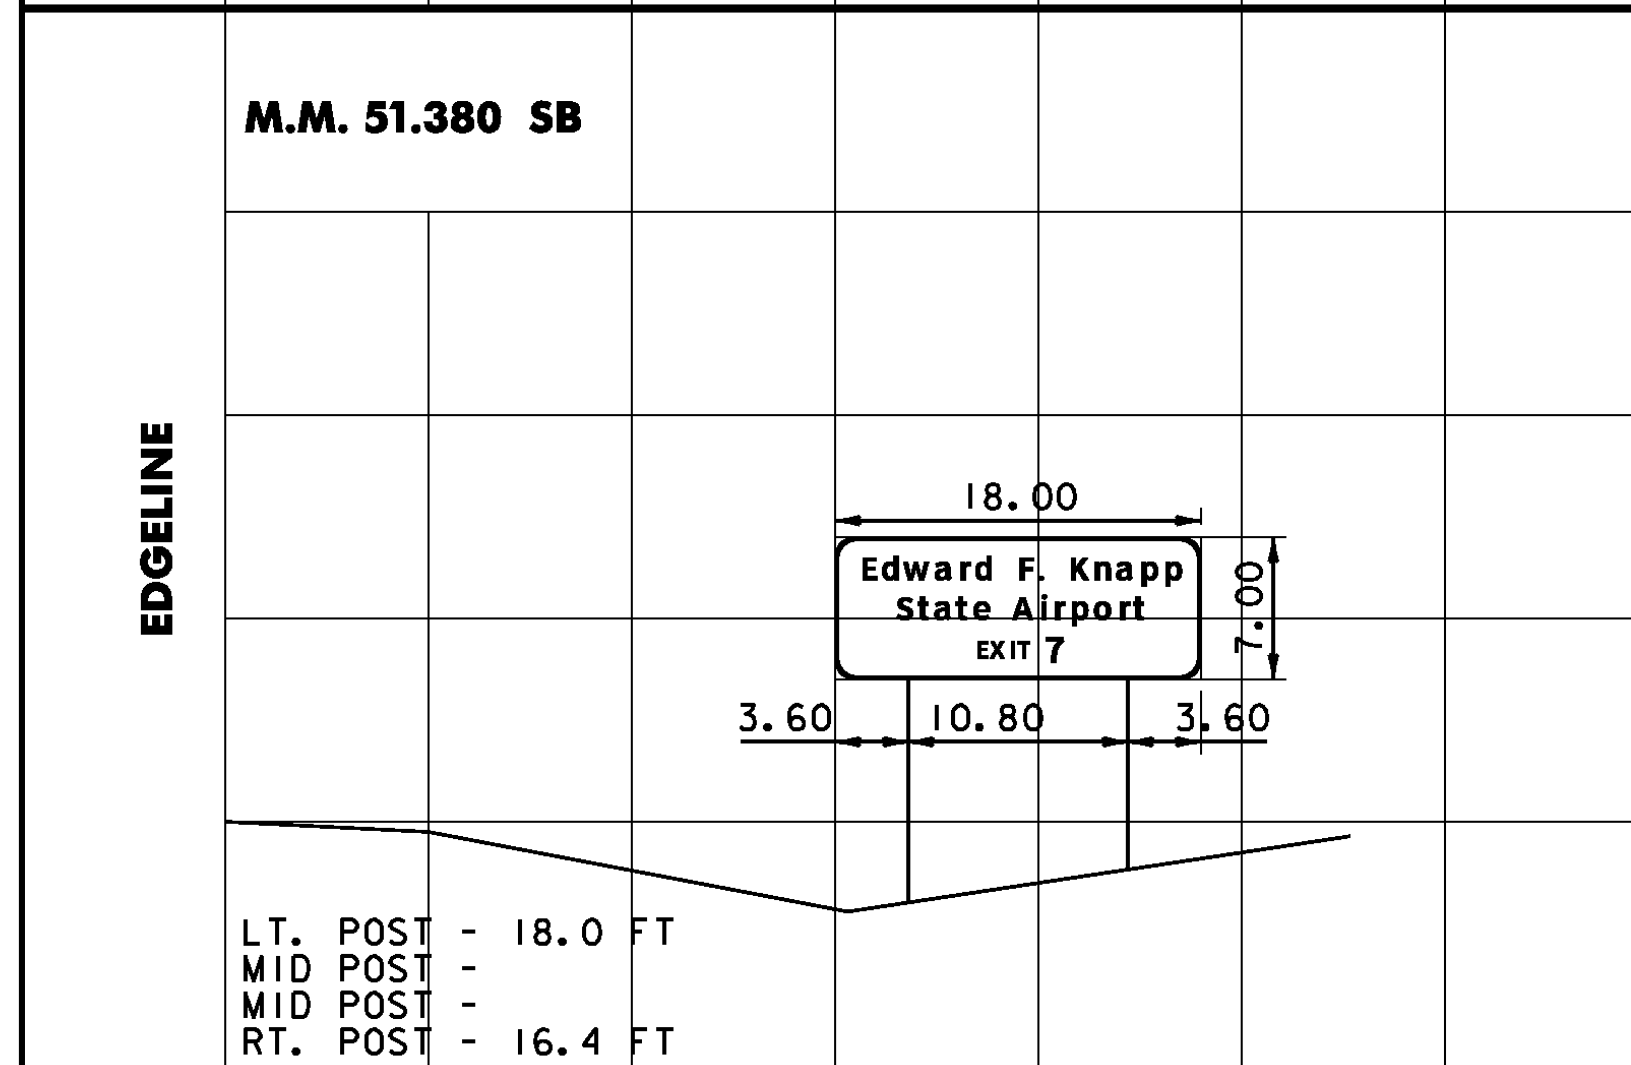 M.M. 51.380 SB
EDGELINE
18.00
Edward F. Knapp
State Airport
EXIT 7
7.00
3.60 10.80 3.60
LT. POST - 18.0 FT
MID POST -
MID POST -
RT. POST - 16.4 FT